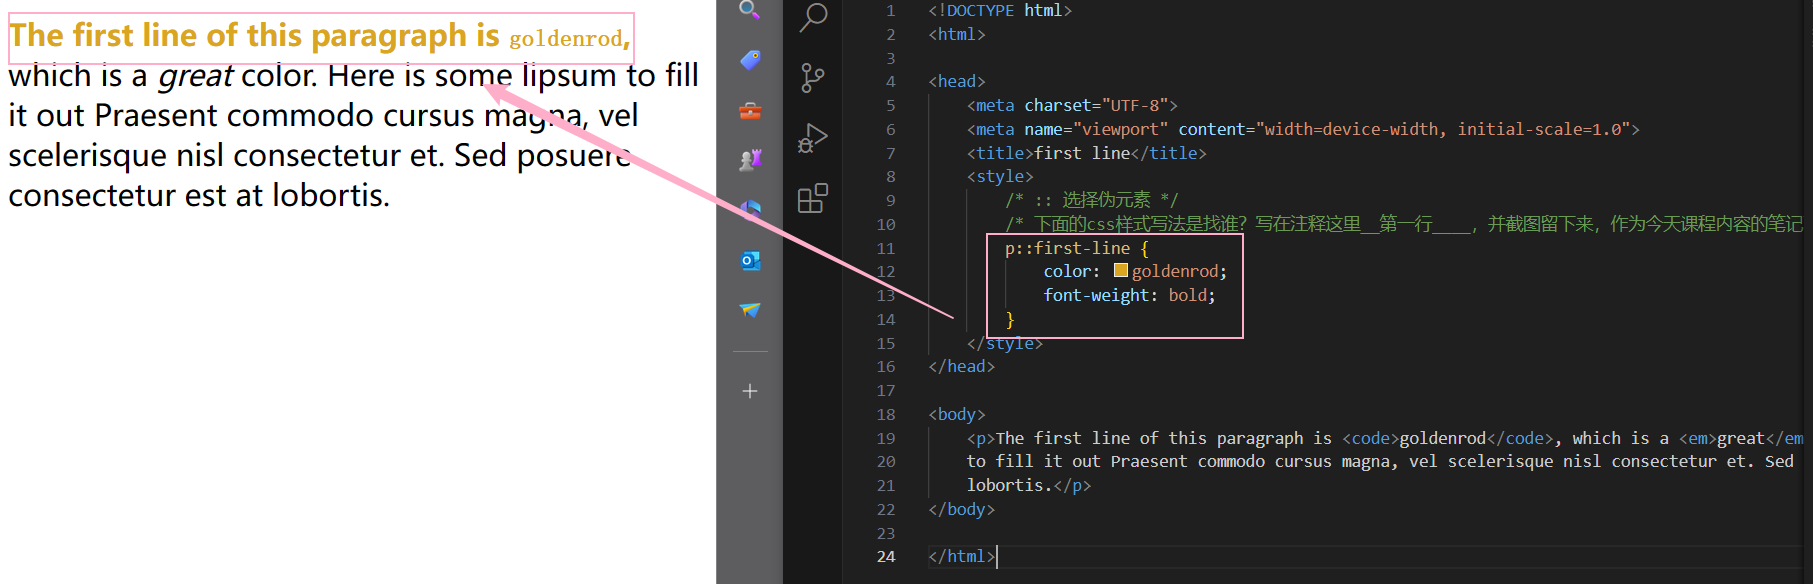 The first line of this paragraph is goldenrod,
which is a great color. Here is some lipsum to fill
it out Praesent commodo cursus magna, vel
scelerisque nisl consectetur et. Sed posuere
consectetur est at lobortis.
1 <!DOCTYPE html>
2 <html>
3
4 <head>
5 <meta charset="UTF-8">
6 <meta name="viewport" content="width=device-width, initial-scale=1.0">
7 <title>first line</title>
8 <style>
9 /* :: 选择伪元素 */
10 /* 下面的css样式写法是找谁? 写在注释这里__第一行____, 并截图留下来, 作为今天课程内容的笔记
11 p::first-line {
12 color: goldenrod;
13 font-weight: bold;
14 }
15 </style>
16 </head>
17
18 <body>
19 <p>The first line of this paragraph is <code>goldenrod</code>, which is a <em>great</em
20 to fill it out Praesent commodo cursus magna, vel scelerisque nisl consectetur et. Sed
21 lobortis.</p>
22 </body>
23
24 </html>